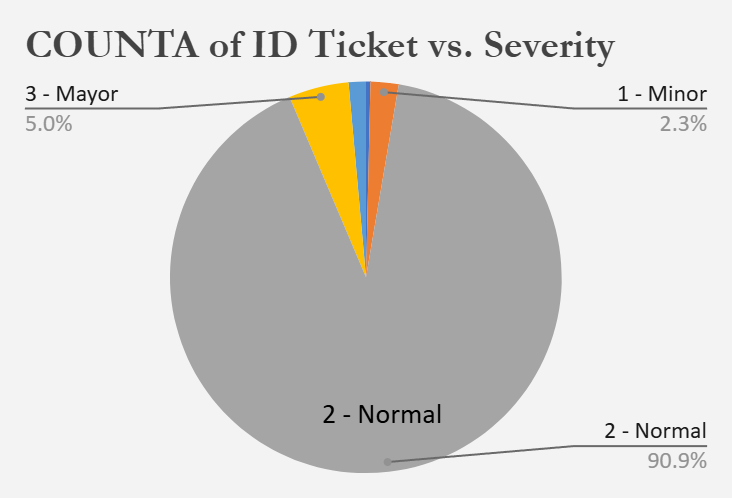 COUNTA of ID Ticket vs. Severity
3 - Mayor
5.0%
1 - Minor
2.3%
2 - Normal
2 - Normal
90.9%